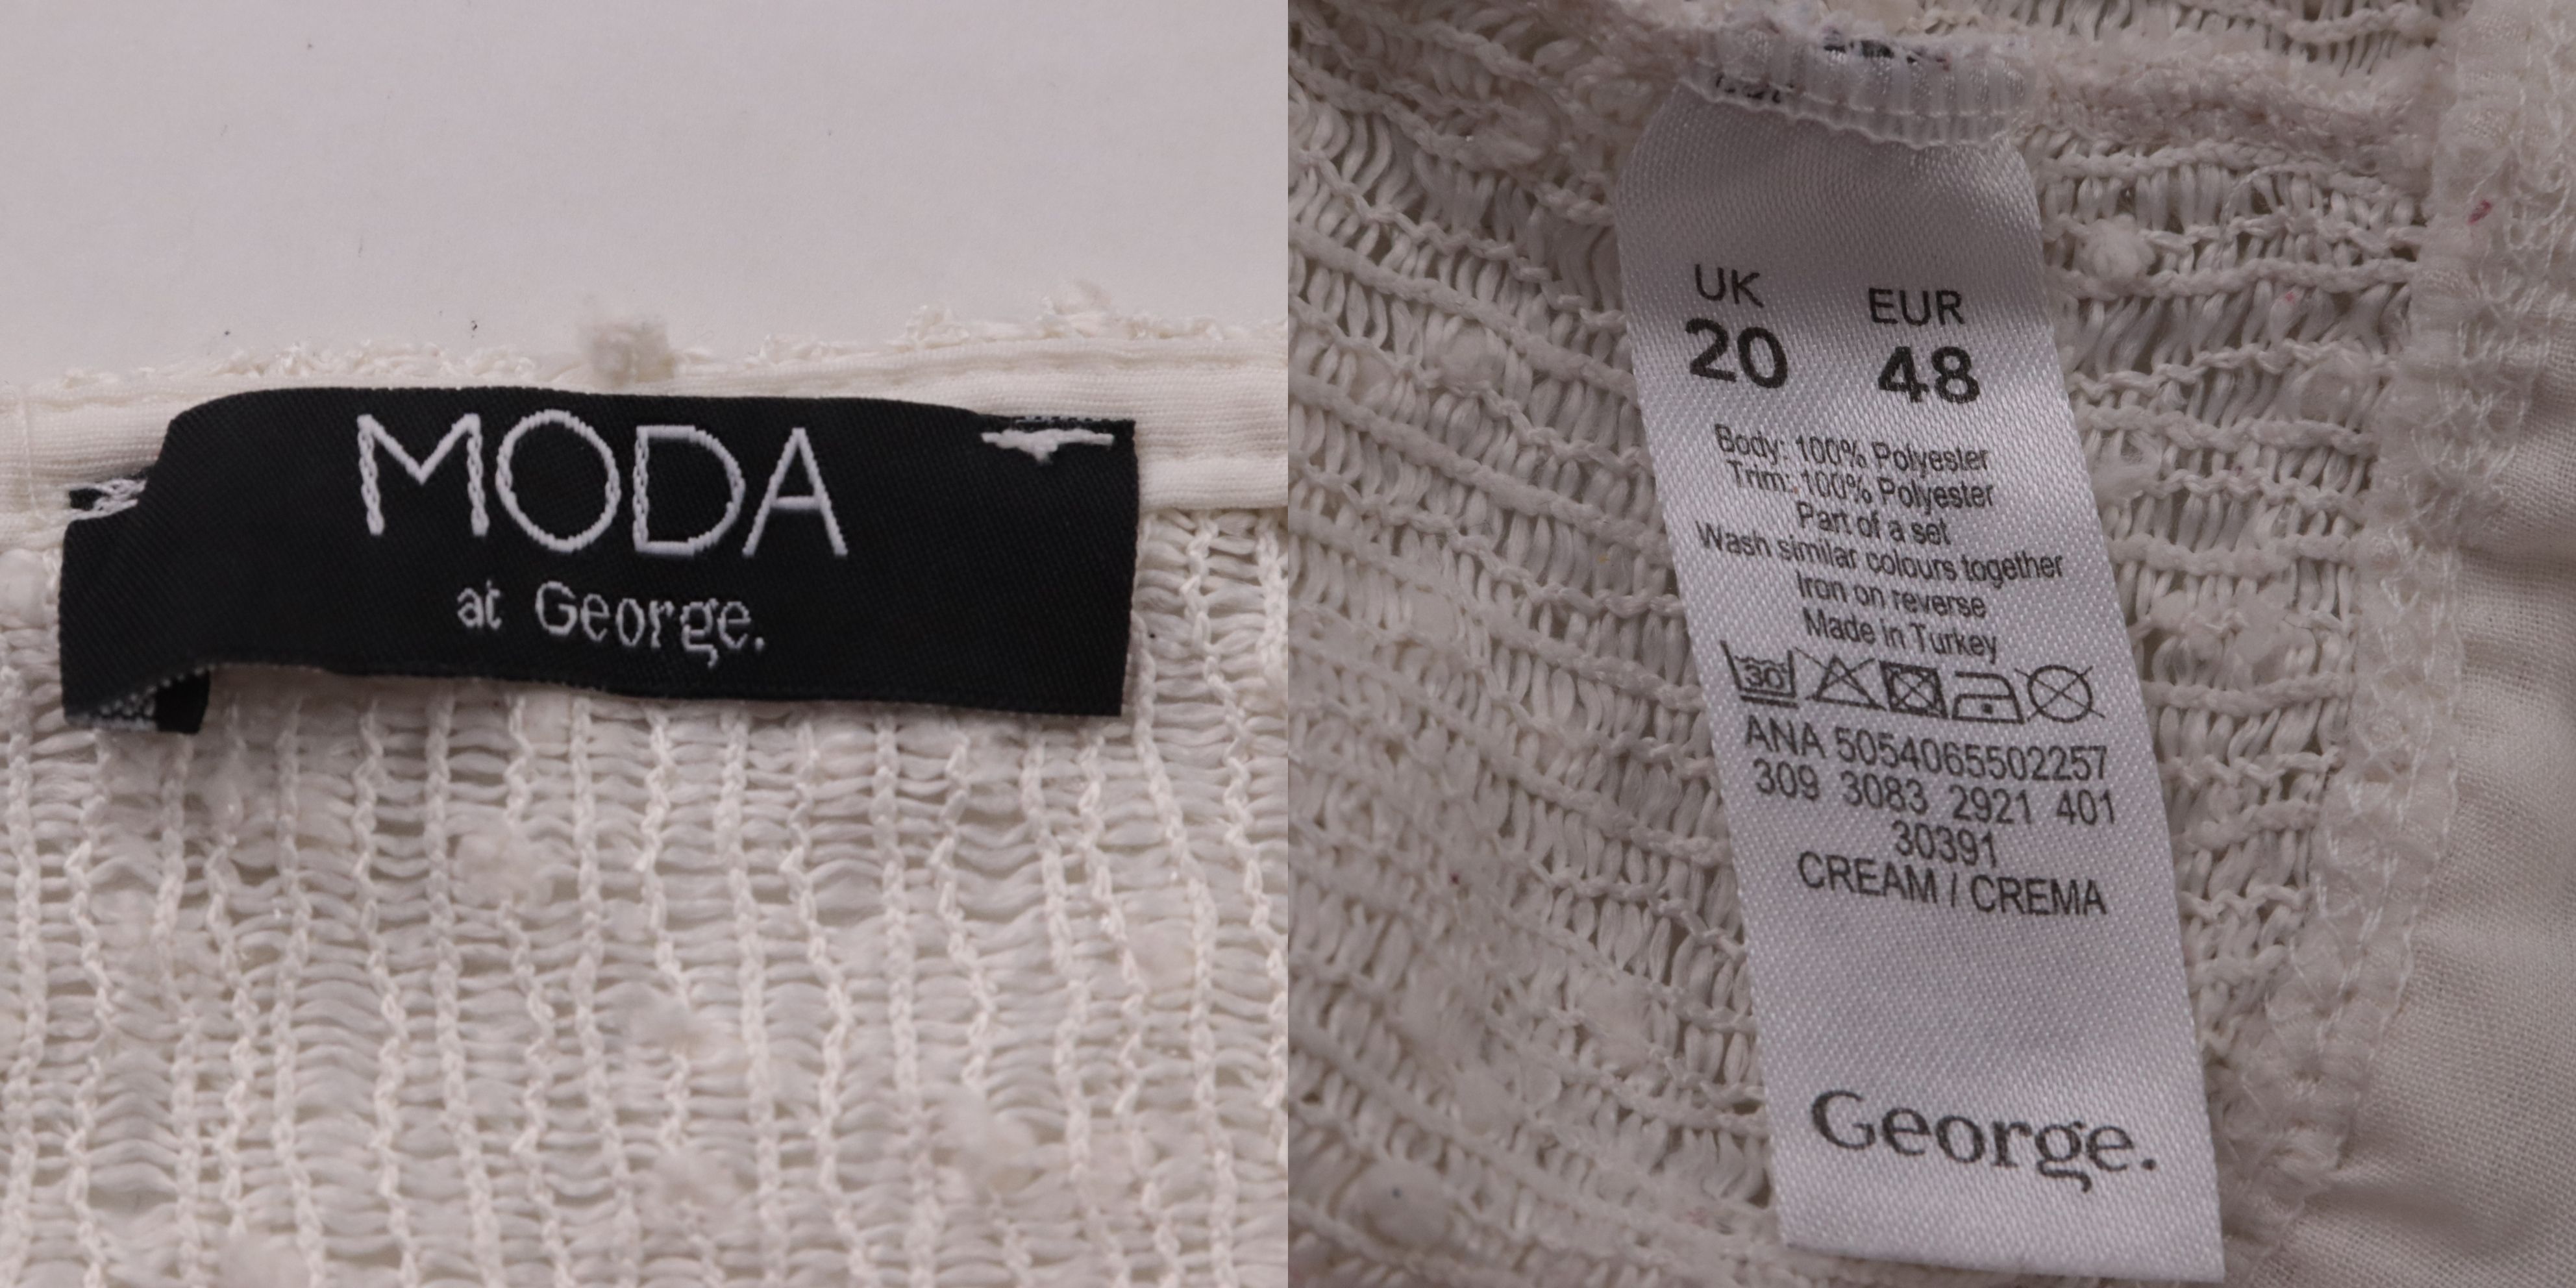 MODA
at George.
UK EUR
20 48
Body: 100% Polyester
Trim: 100% Polyester
Part of a set
Wash similar colours together
Iron on reverse
Made in Turkey
30
ANA 5054065502257
309 3083 2921 401
30391
CREAM / CREMA
George.